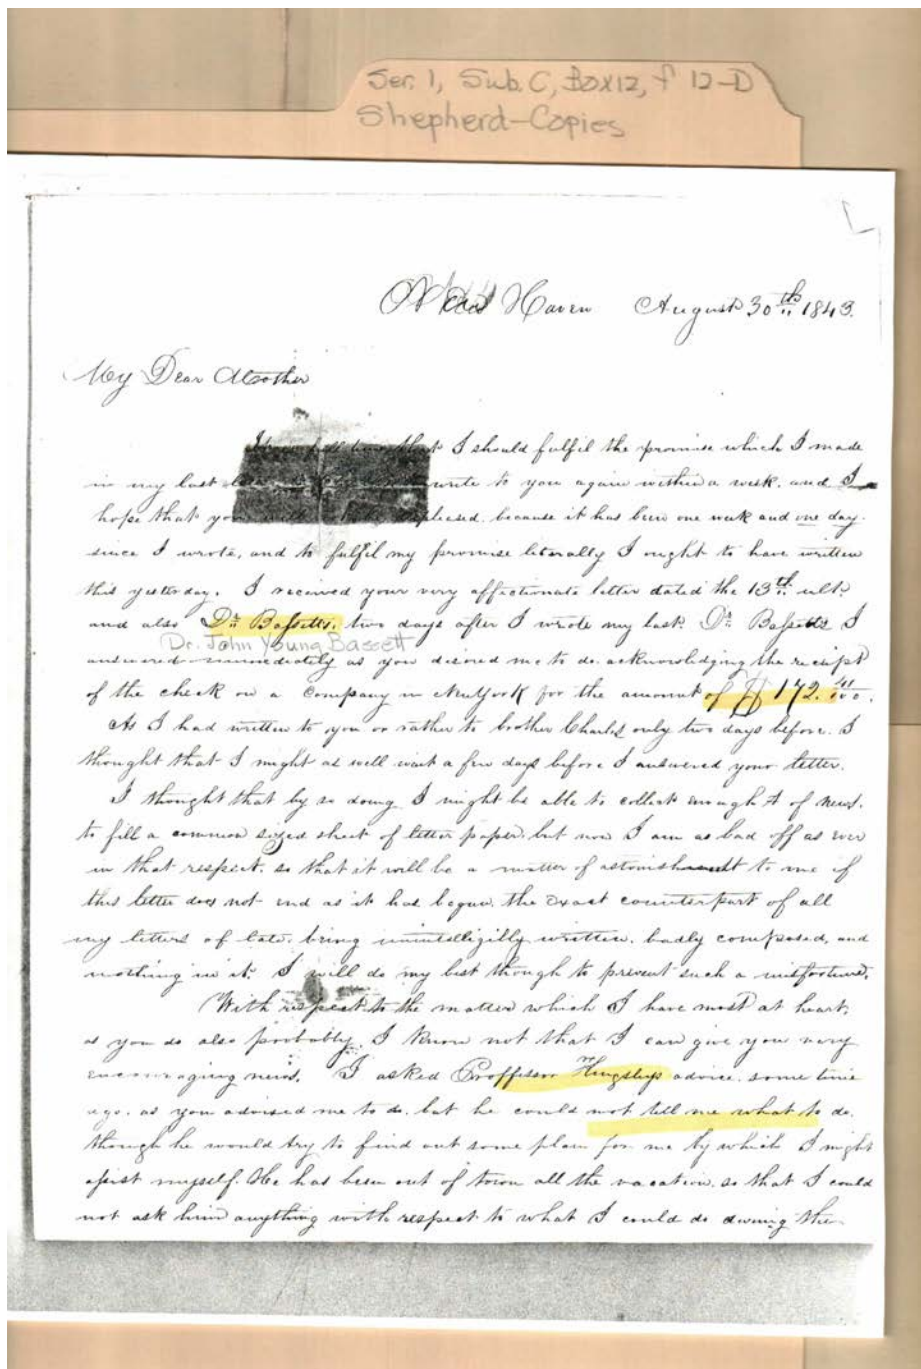 Ser. 1, Sub. C, Box 12, f 12-D
Shepherd-Copies
New Haven August 30th 1843.
My Dear Mother
that I should fulfil the promise which I made
in my last write to you again within a week. and I
hope that you displeased. because it has been one week and one day.
since I wrote, and to fulfil my promise literally I ought to have written
this yesterday. I received your very affectionate letter dated the 13th ult.
and also Dr. Bassetts, two days after I wrote my last. Dr. Bassetts I
Dr. John Young Bassett
answered immediately as you desired me to do. acknowledging the receipt
of the check on a company in New York for the amount of $172. 41/100.
As I had written to you or rather to brother Charles only two days before. I
thought that I might as well wait a few days before I answered your letter.
I thought that by so doing I might be able to collect enough of news.
to fill a common sized sheet of letter paper. but now I am as bad off as ever
in that respect. so that it will be a matter of astonishment to me if
this letter does not end as it has begun. the exact counterpart of all
my letters of late. being unintelligibly written. badly composed, and
nothing in it. I will do my best though to prevent such a misfortune.
With respect to the matter which I have most at heart.
as you do also probably. I know not that I can give you very
encouraging news. I asked Proffessor Kingsleys advice. some time
ago. as you advised me to do. but he could not tell me what to do.
though he would try to find out some plan for me by which I might
assist myself. He has been out of town all the vacation. so that I could
not ask him anything with respect to what I could do during the